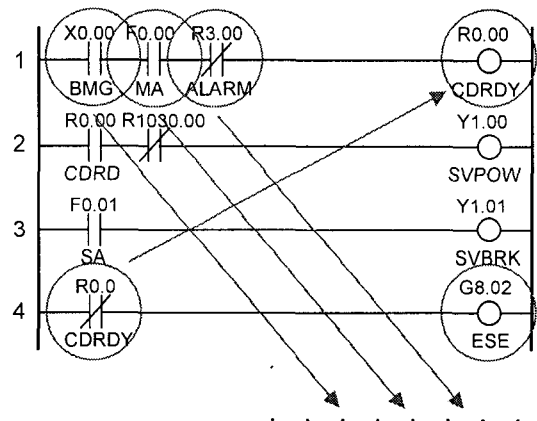 X0.00 F0.00 R3.00 R0.00
1
BMG MA ALARM CDRDY
R0.00 R1030.00 Y1.00
2
CDRD SVPOW
F0.01 Y1.01
3
SA SVBRK
R0.0 G8.02
4
CDRDY ESE